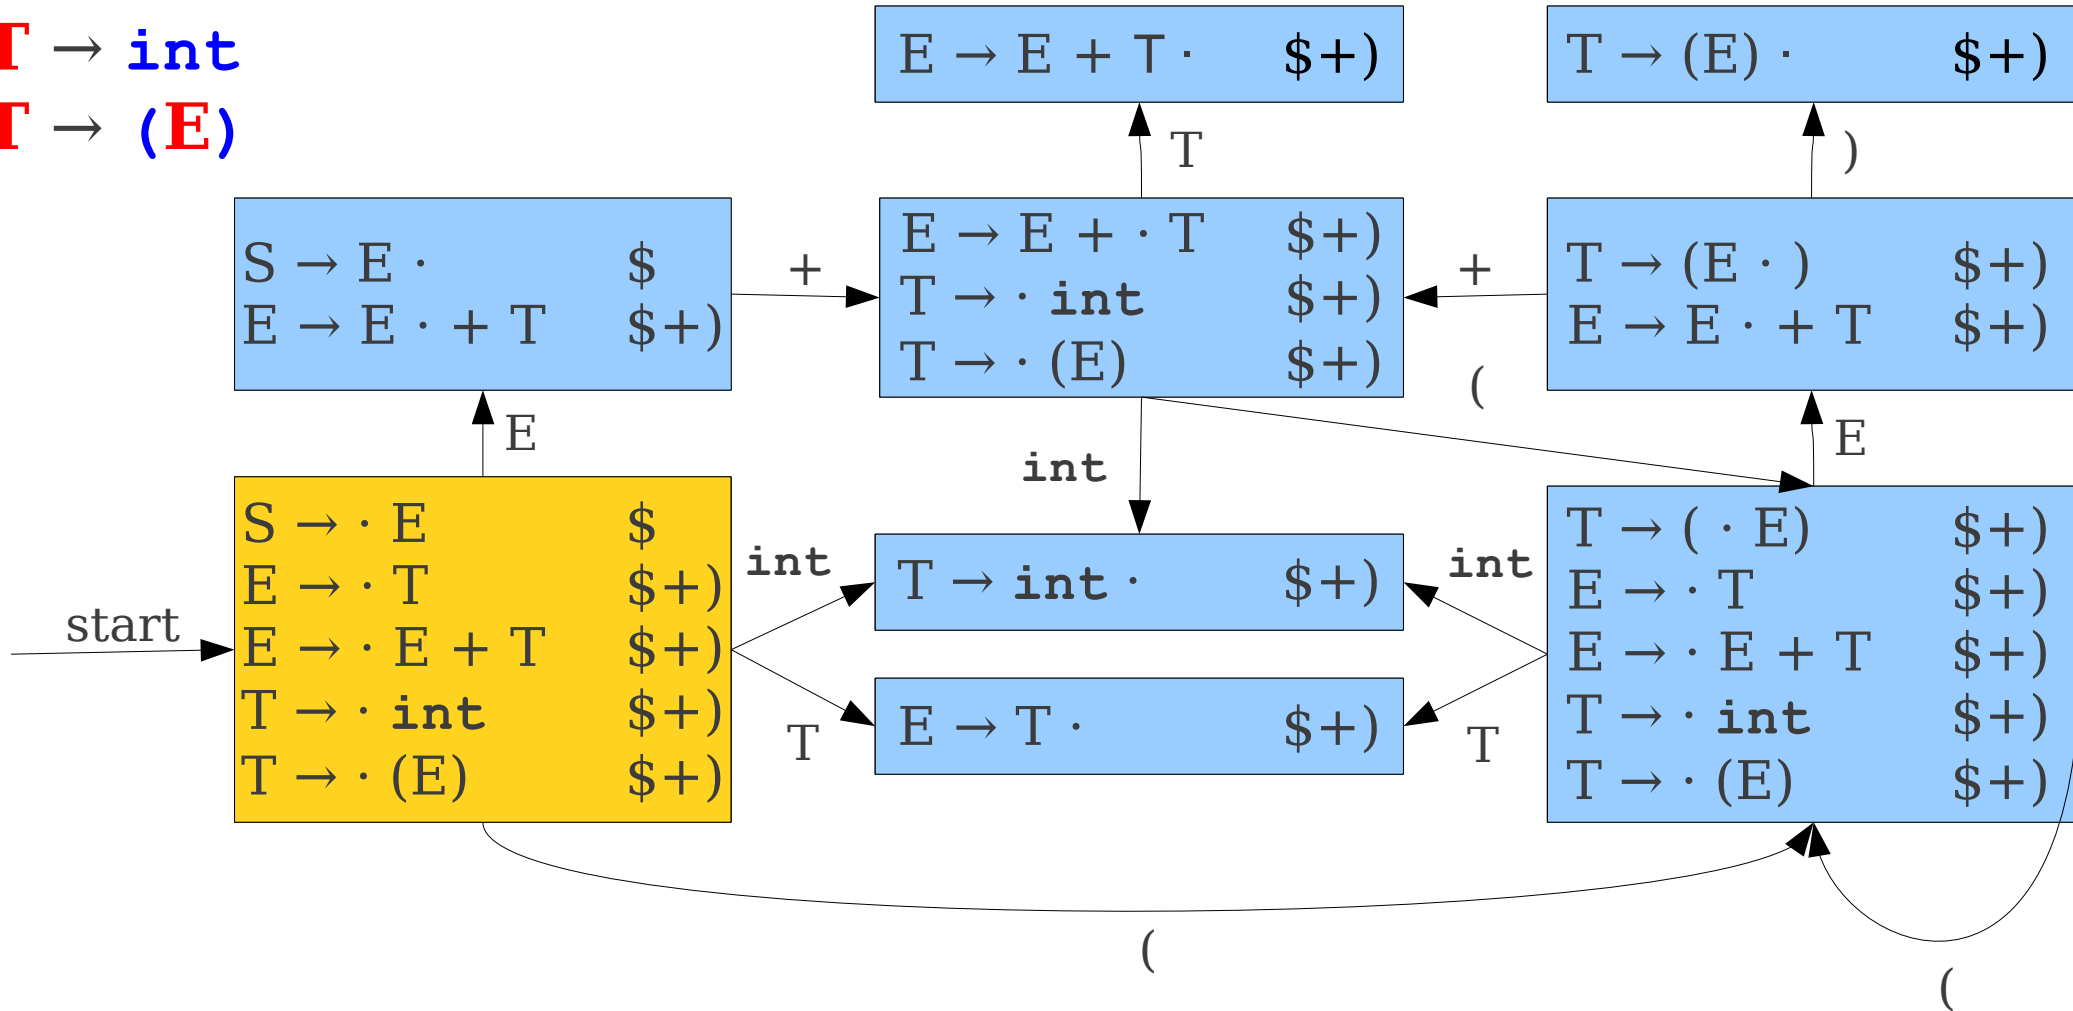 T → int
T → (E)
E → E + T · $+)
T → (E) · $+)
T
)
S → E · $
E → E · + T $+)
+
E → E + · T $+)
T → · int $+)
T → · (E) $+)
+
T → (E · ) $+)
E → E · + T $+)
(
E
E
int
S → · E $
E → · T $+)
E → · E + T $+)
T → · int $+)
T → · (E) $+)
start
int
T → int · $+)
int
T
E → T · $+)
T
T → ( · E) $+)
E → · T $+)
E → · E + T $+)
T → · int $+)
T → · (E) $+)
(
(